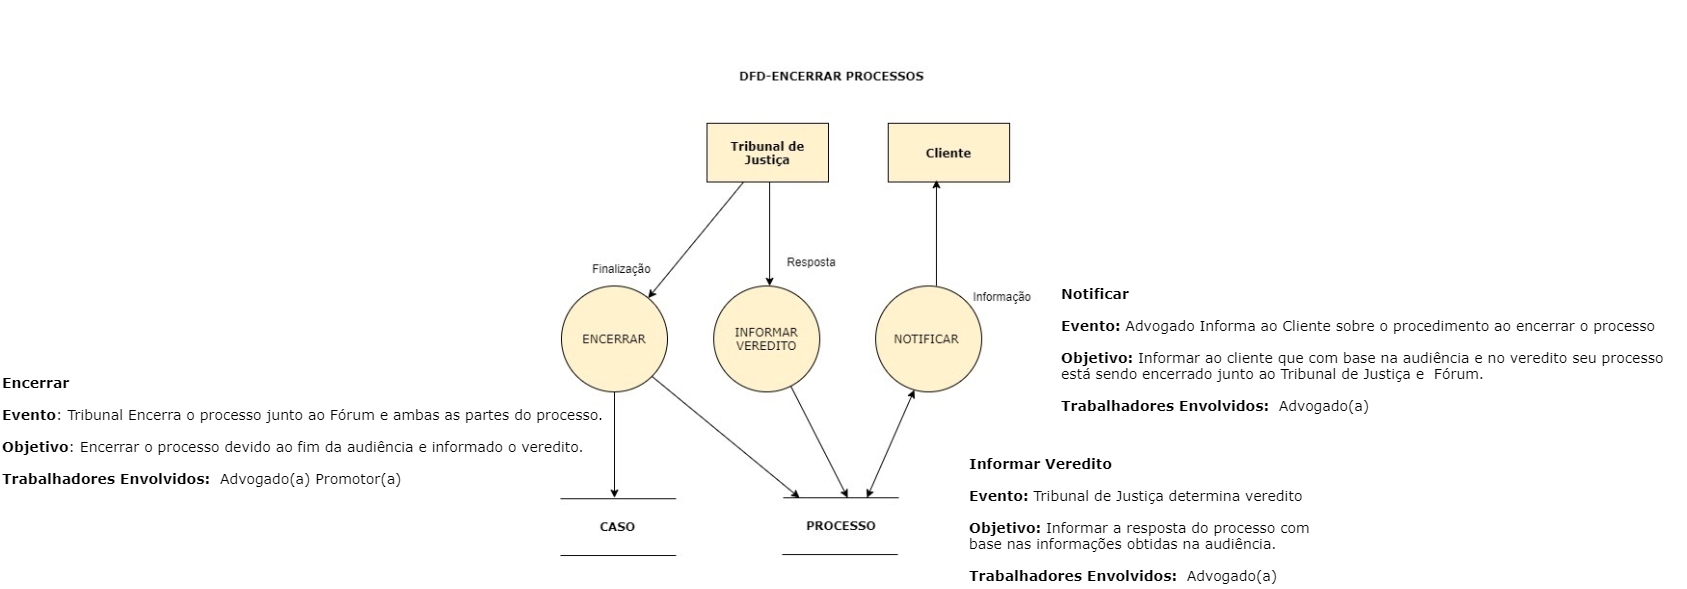 DFD-ENCERRAR PROCESSOS
Tribunal de
Justiça
Cliente
Finalização
Resposta
Informação
ENCERRAR
INFORMAR
VEREDITO
NOTIFICAR
Notificar
Evento: Advogado Informa ao Cliente sobre o procedimento ao encerrar o processo
Objetivo: Informar ao cliente que com base na audiência e no veredito seu processo
está sendo encerrado junto ao Tribunal de Justiça e  Fórum.
Trabalhadores Envolvidos:  Advogado(a)
Encerrar
Evento: Tribunal Encerra o processo junto ao Fórum e ambas as partes do processo.
Objetivo: Encerrar o processo devido ao fim da audiência e informado o veredito.
Trabalhadores Envolvidos:  Advogado(a) Promotor(a)
CASO
PROCESSO
Informar Veredito
Evento: Tribunal de Justiça determina veredito
Objetivo: Informar a resposta do processo com
base nas informações obtidas na audiência.
Trabalhadores Envolvidos:  Advogado(a)